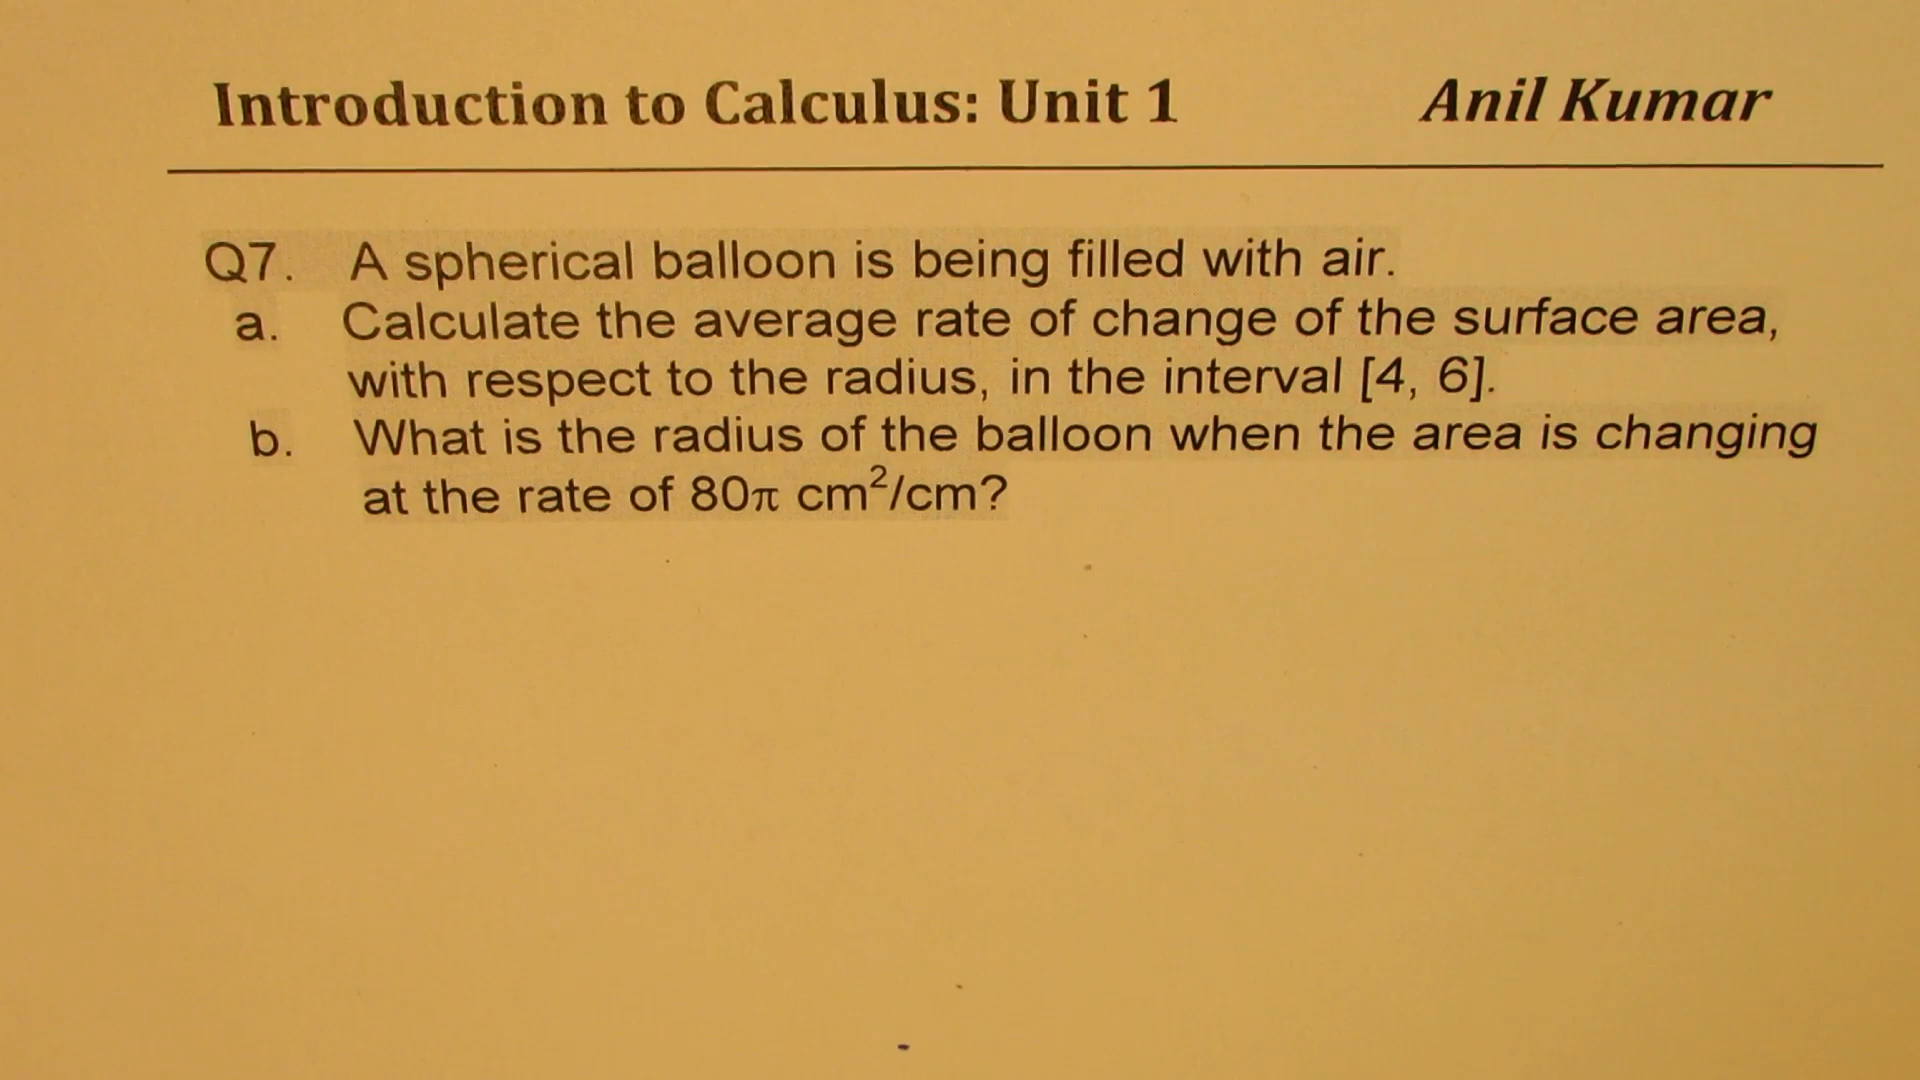 Introduction to Calculus: Unit 1 Anil Kumar
Q7. A spherical balloon is being filled with air.
a. Calculate the average rate of change of the surface area,
with respect to the radius, in the interval [4, 6].
b. What is the radius of the balloon when the area is changing
at the rate of 80π cm²/cm?